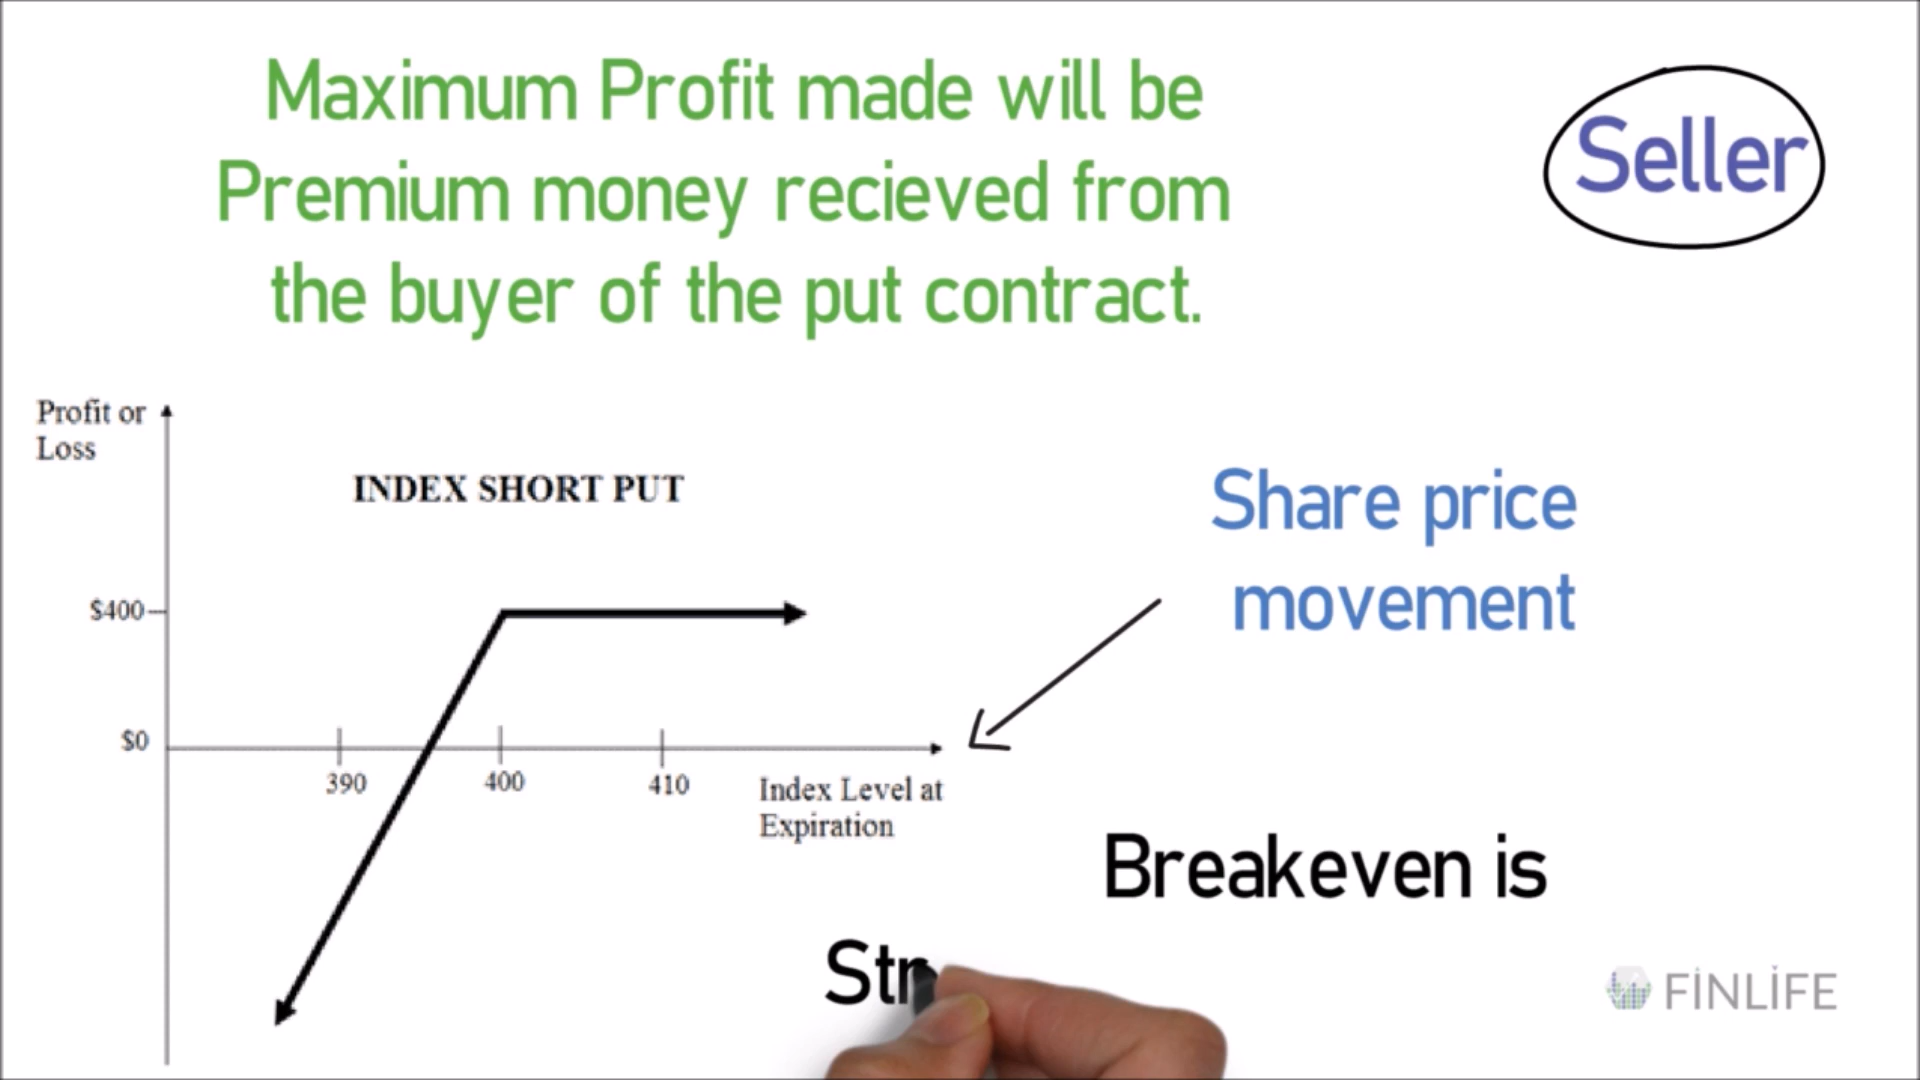 Maximum Profit made will be
Premium money recieved from
the buyer of the put contract.
Seller
Profit or
Loss
INDEX SHORT PUT
$400
$0
390
400
410
Index Level at
Expiration
Share price
movement
Breakeven is
Str
FINLIFE